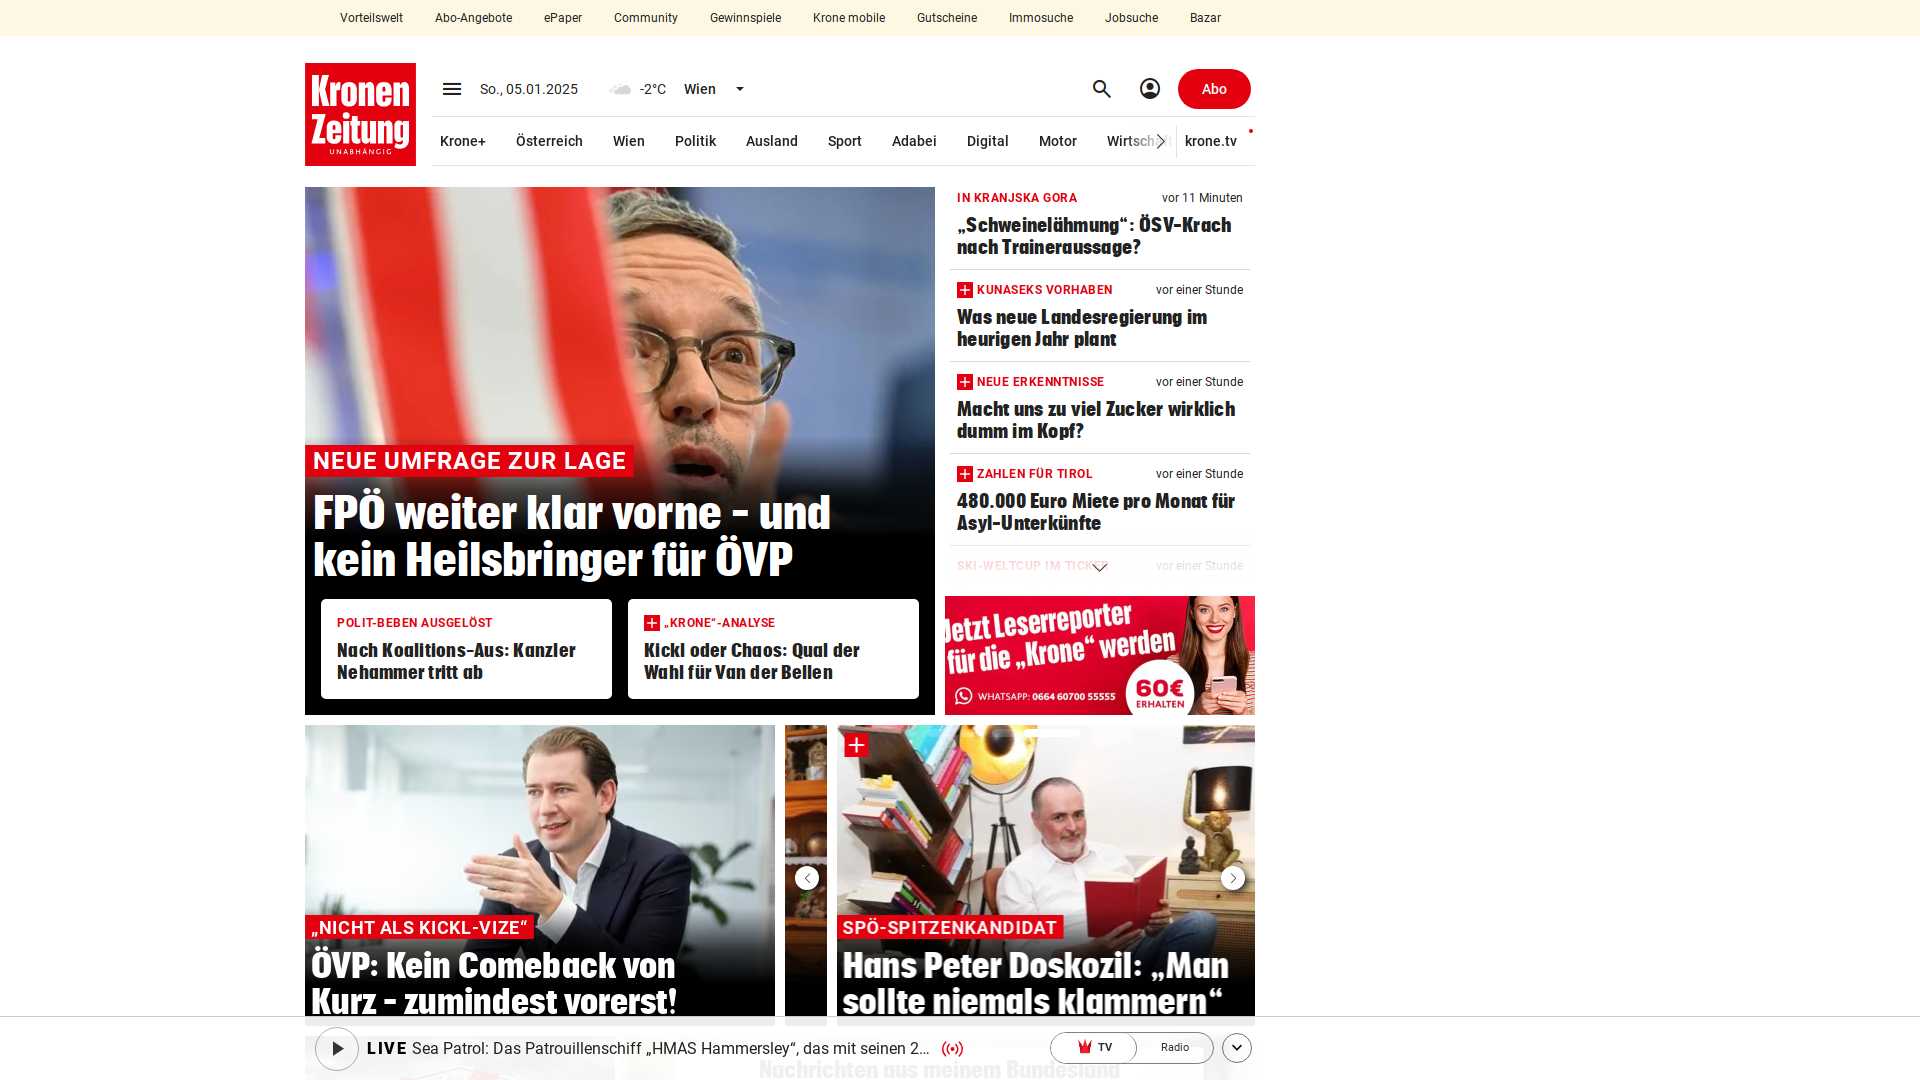 Vorteilswelt Abo-Angebote ePaper Community Gewinnspiele Krone mobile Gutscheine Immosuche Jobsuche Bazar
Kronen
Zeitung
UNABHÄNGIG
So., 05.01.2025 -2°C Wien
Abo
Krone+ Österreich Wien Politik Ausland Sport Adabei Digital Motor Wirtschaft krone.tv
NEUE UMFRAGE ZUR LAGE
FPÖ weiter klar vorne – und
kein Heilsbringer für ÖVP
POLIT-BEBEN AUSGELÖST
Nach Koalitions-Aus: Kanzler
Nehammer tritt ab
„KRONE“-ANALYSE
Kickl oder Chaos: Qual der
Wahl für Van der Bellen
IN KRANJSKA GORA vor 11 Minuten
„Schweinelähmung“: ÖSV-Krach
nach Traineraussage?
KUNASEKS VORHABEN vor einer Stunde
Was neue Landesregierung im
heurigen Jahr plant
NEUE ERKENNTNISSE vor einer Stunde
Macht uns zu viel Zucker wirklich
dumm im Kopf?
ZAHLEN FÜR TIROL vor einer Stunde
480.000 Euro Miete pro Monat für
Asyl-Unterkünfte
SKI-WELTCUP IM TICKER vor einer Stunde
Jetzt Leserreporter
für die „Krone“ werden
WHATSAPP: 0664 60700 55555
60€
ERHALTEN
„NICHT ALS KICKL-VIZE“
ÖVP: Kein Comeback von
Kurz – zumindest vorerst!
SPÖ-SPITZENKANDIDAT
Hans Peter Doskozil: „Man
sollte niemals klammern“
LIVE Sea Patrol: Das Patrouillenschiff „HMAS Hammersley“, das mit seinen 2...
TV Radio
Nachrichten aus meinem Bundesland